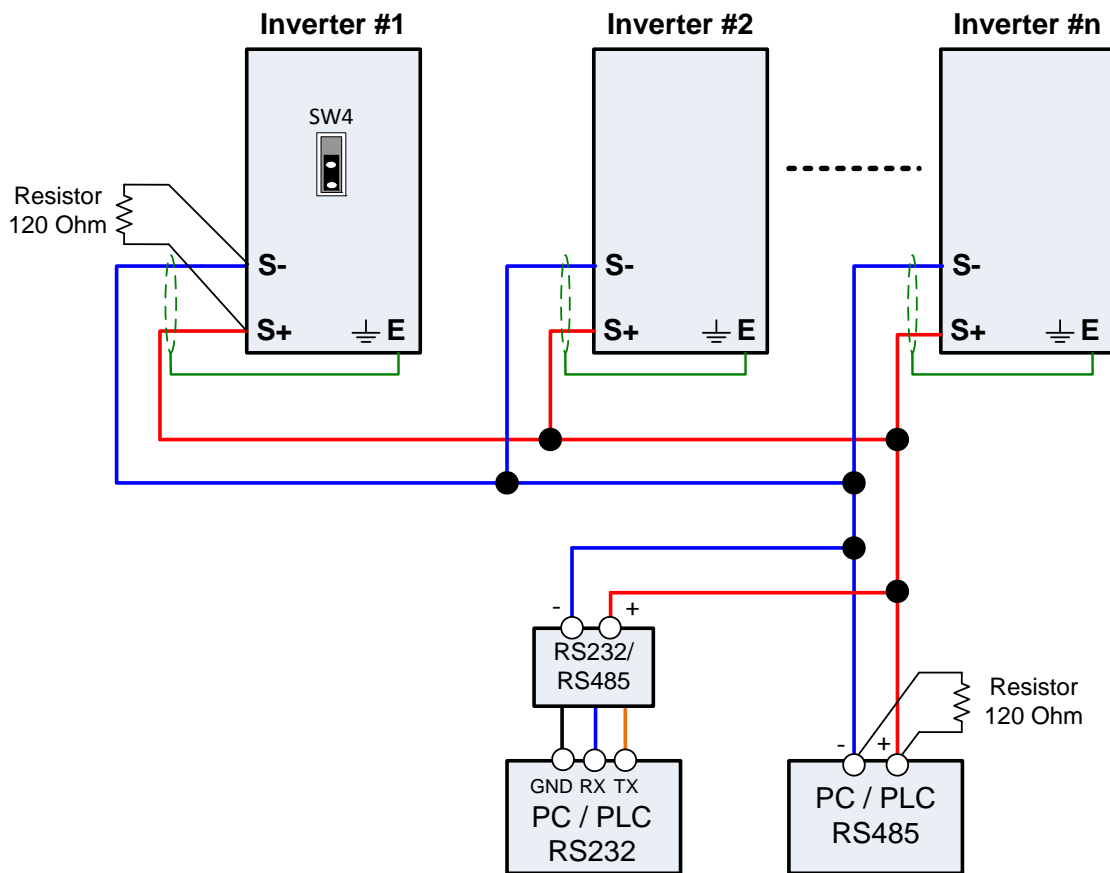 Inverter #1
Inverter #2
Inverter #n
SW4
Resistor
120 Ohm
S-
S+
E
S-
S+
E
S-
S+
E
- +
RS232/
RS485
GND RX TX
PC / PLC
RS232
Resistor
120 Ohm
- +
PC / PLC
RS485